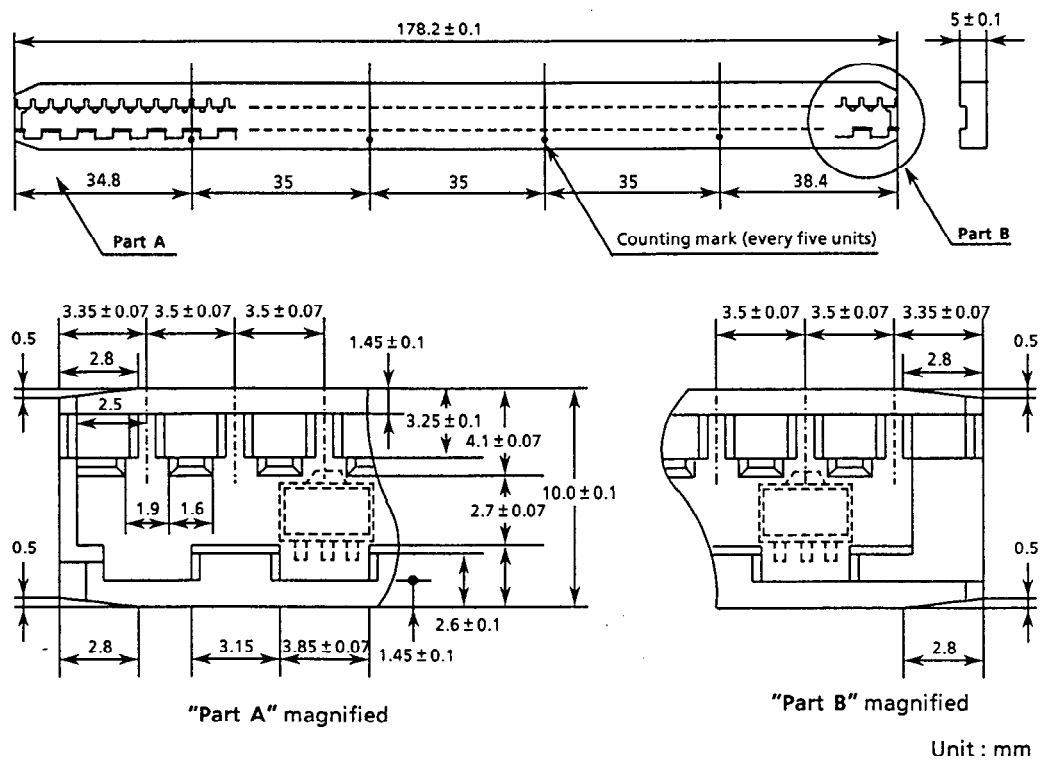 178.2 ± 0.1
5 ± 0.1
34.8
35
35
35
38.4
Part A
Counting mark (every five units)
Part B
3.35 ± 0.07
3.5 ± 0.07
3.5 ± 0.07
0.5
2.8
1.45 ± 0.1
2.5
3.25 ± 0.1
4.1 ± 0.07
10.0 ± 0.1
1.9
1.6
2.7 ± 0.07
0.5
2.6 ± 0.1
2.8
3.15
3.85 ± 0.07
1.45 ± 0.1
"Part A" magnified
3.5 ± 0.07
3.5 ± 0.07
3.35 ± 0.07
0.5
2.8
0.5
2.8
"Part B" magnified
Unit : mm